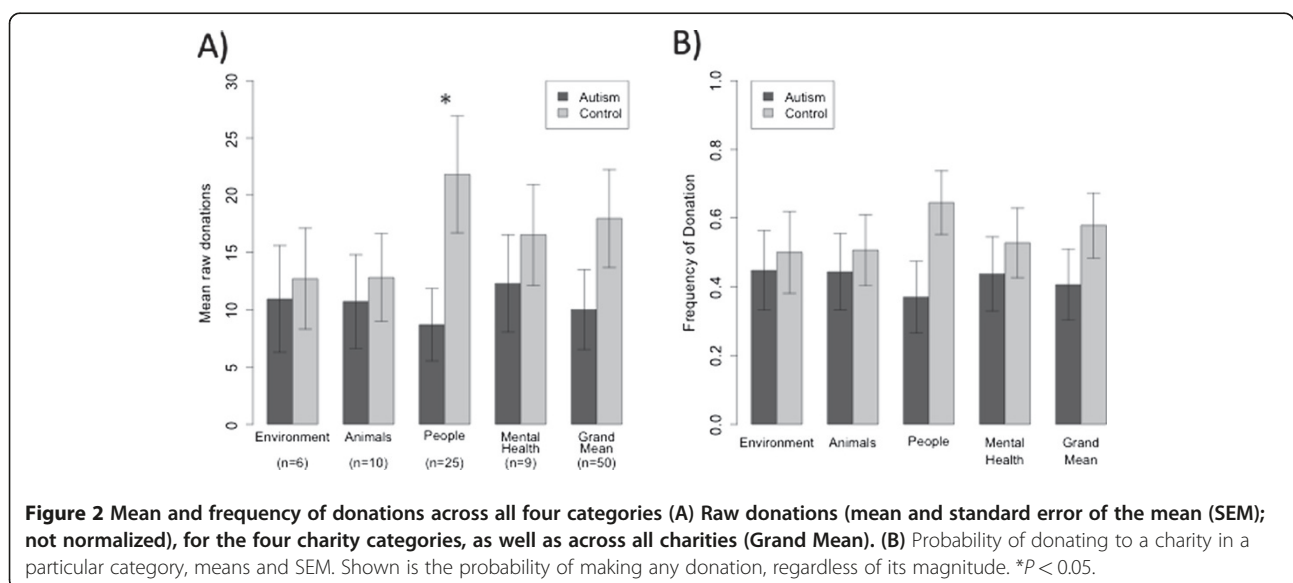 A)
30
25
20
15
10
5
0
Mean raw donations
*
Autism
Control
Environment
Animals
People
Mental
Health
Grand
Mean
(n=6)
(n=10)
(n=25)
(n=9)
(n=50)
B)
1.0
0.8
0.6
0.4
0.2
0.0
Frequency of Donation
Autism
Control
Environment
Animals
People
Mental
Health
Grand
Mean
Figure 2 Mean and frequency of donations across all four categories (A) Raw donations (mean and standard error of the mean (SEM);
not normalized), for the four charity categories, as well as across all charities (Grand Mean). (B) Probability of donating to a charity in a
particular category, means and SEM. Shown is the probability of making any donation, regardless of its magnitude. *P < 0.05.